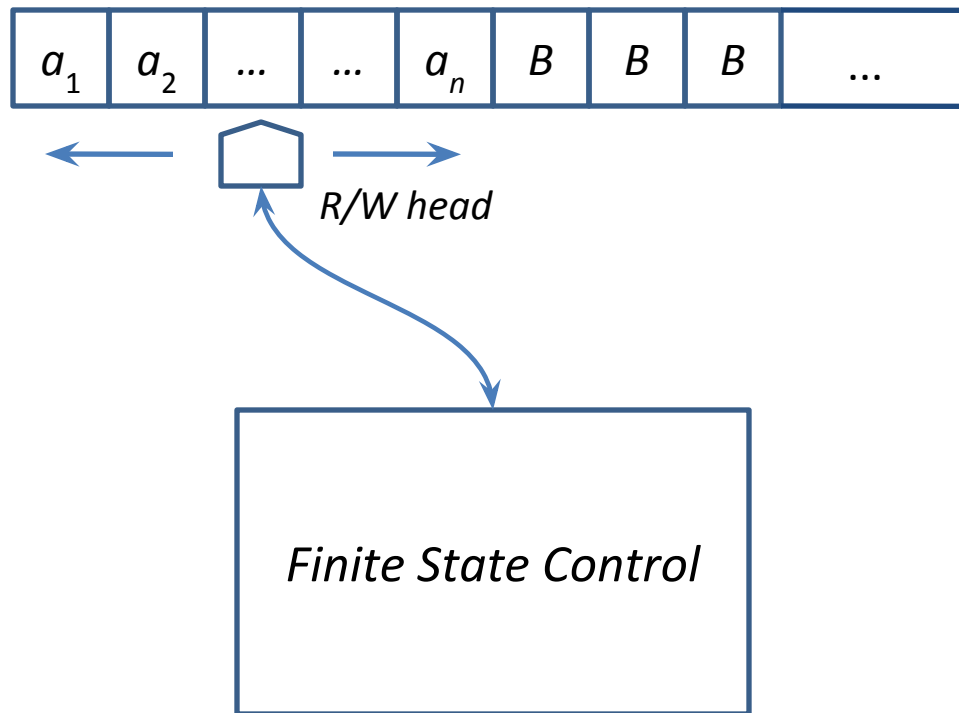 a₁ a₂ ... ... aₙ B B B ...
R/W head
Finite State Control